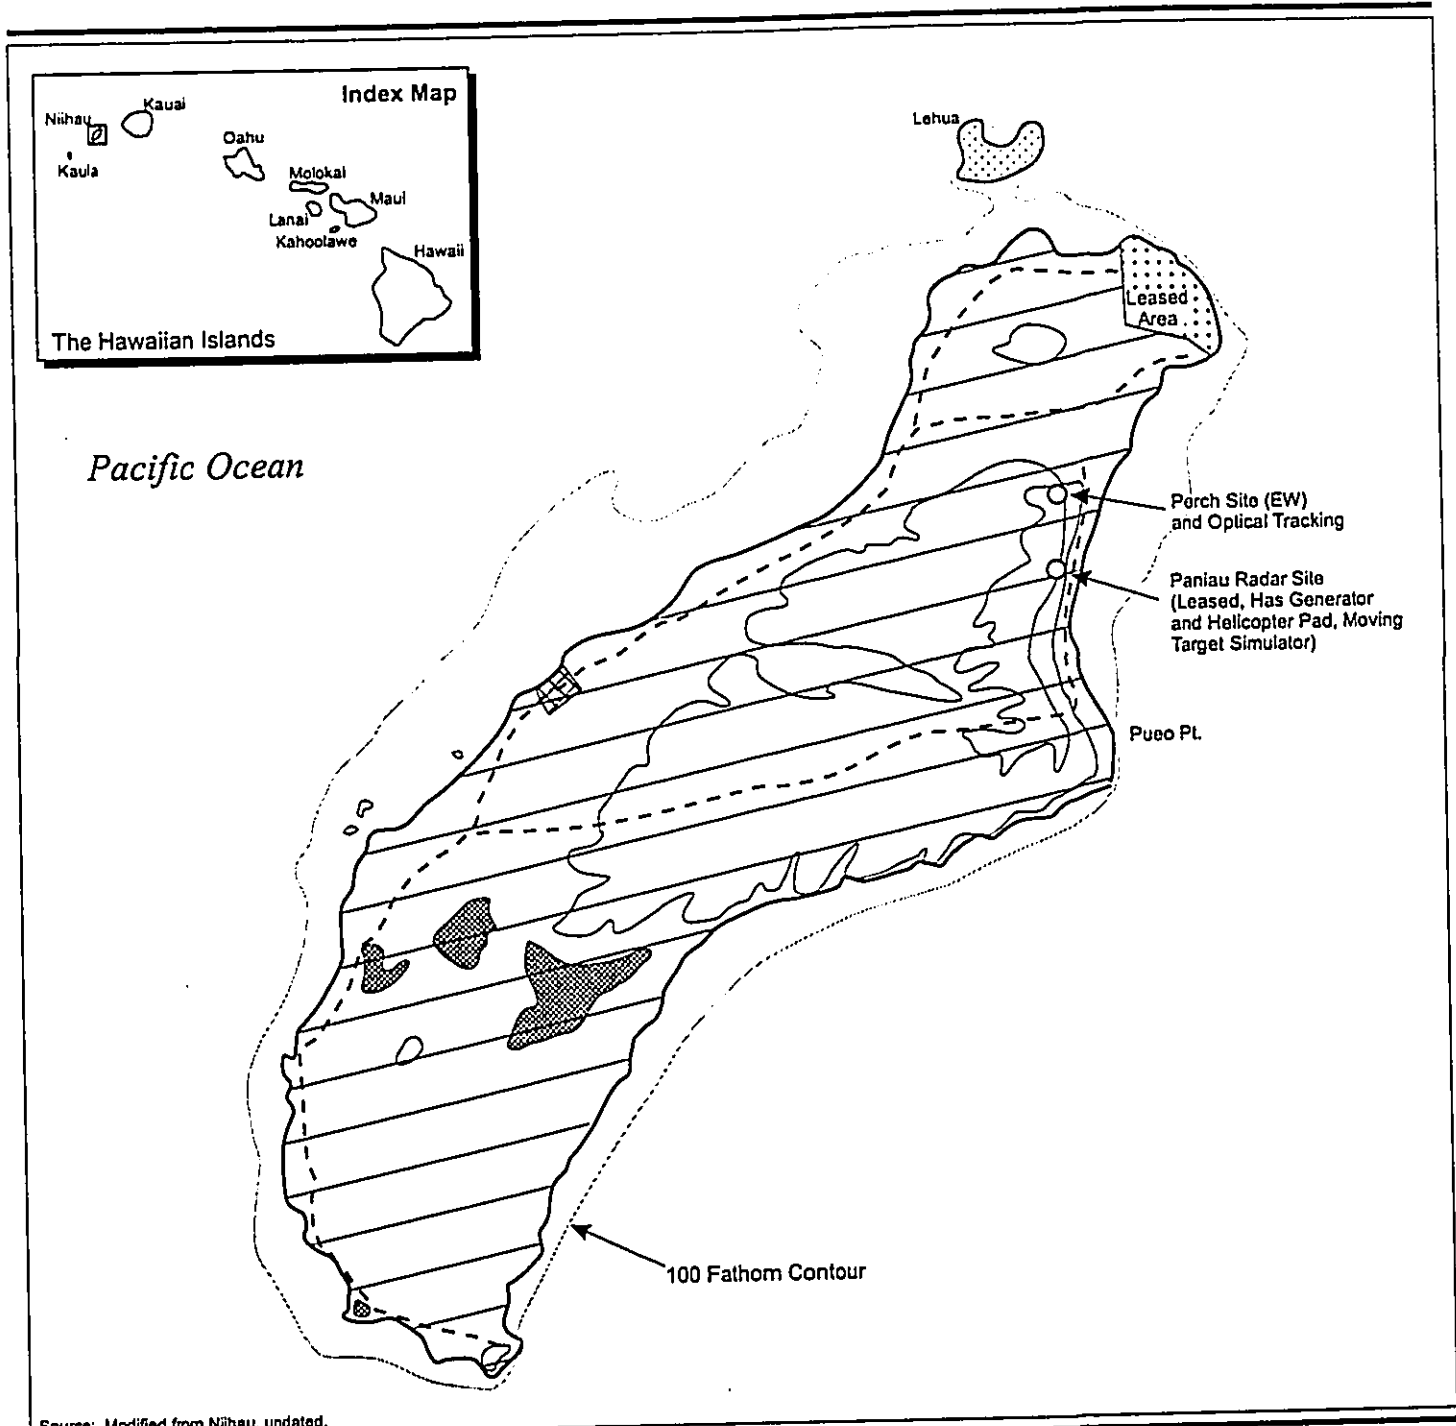 Index Map
Niihau
Kauai
Kaula
Oahu
Molokai
Lanai
Maui
Kahoolawe
Hawaii
The Hawaiian Islands
Lehua
Leased
Area
Pacific Ocean
Perch Site (EW)
and Optical Tracking
Paniau Radar Site
(Leased, Has Generator
and Helicopter Pad, Moving
Target Simulator)
Pueo Pt.
100 Fathom Contour
Source: Modified from Niihau, undated.